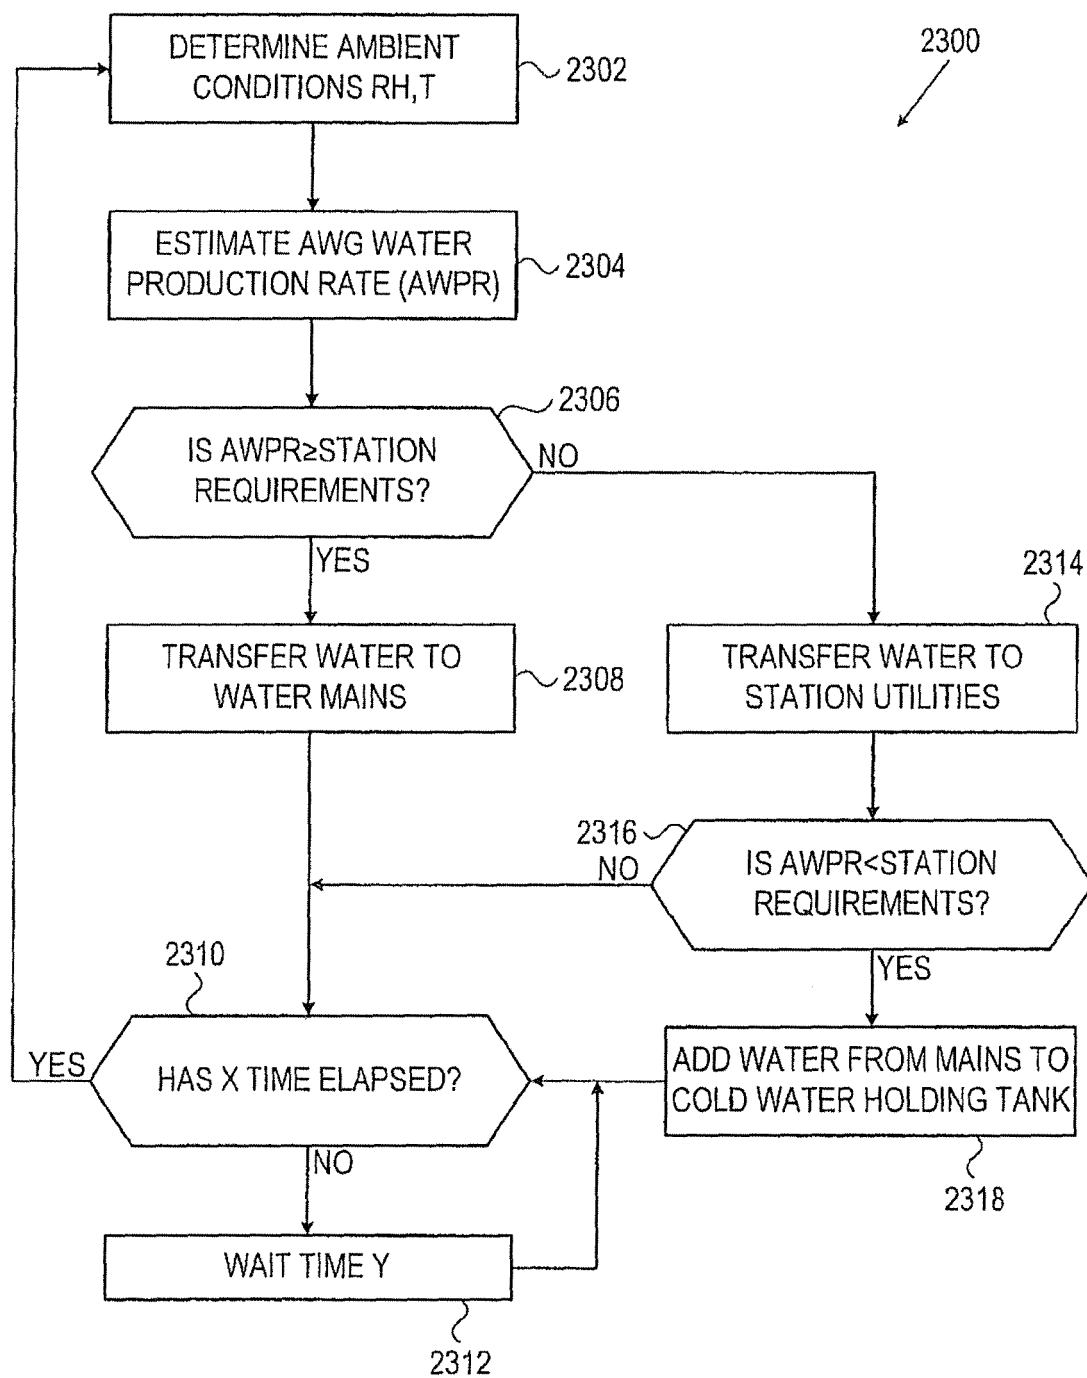 DETERMINE AMBIENT
CONDITIONS RH,T
2302
2300
ESTIMATE AWG WATER
PRODUCTION RATE (AWPR)
2304
2306
IS AWPR≥STATION
REQUIREMENTS?
NO
YES
2314
TRANSFER WATER TO
WATER MAINS
2308
TRANSFER WATER TO
STATION UTILITIES
2316
NO
IS AWPR<STATION
REQUIREMENTS?
YES
2310
YES
HAS X TIME ELAPSED?
NO
ADD WATER FROM MAINS TO
COLD WATER HOLDING TANK
2318
WAIT TIME Y
2312